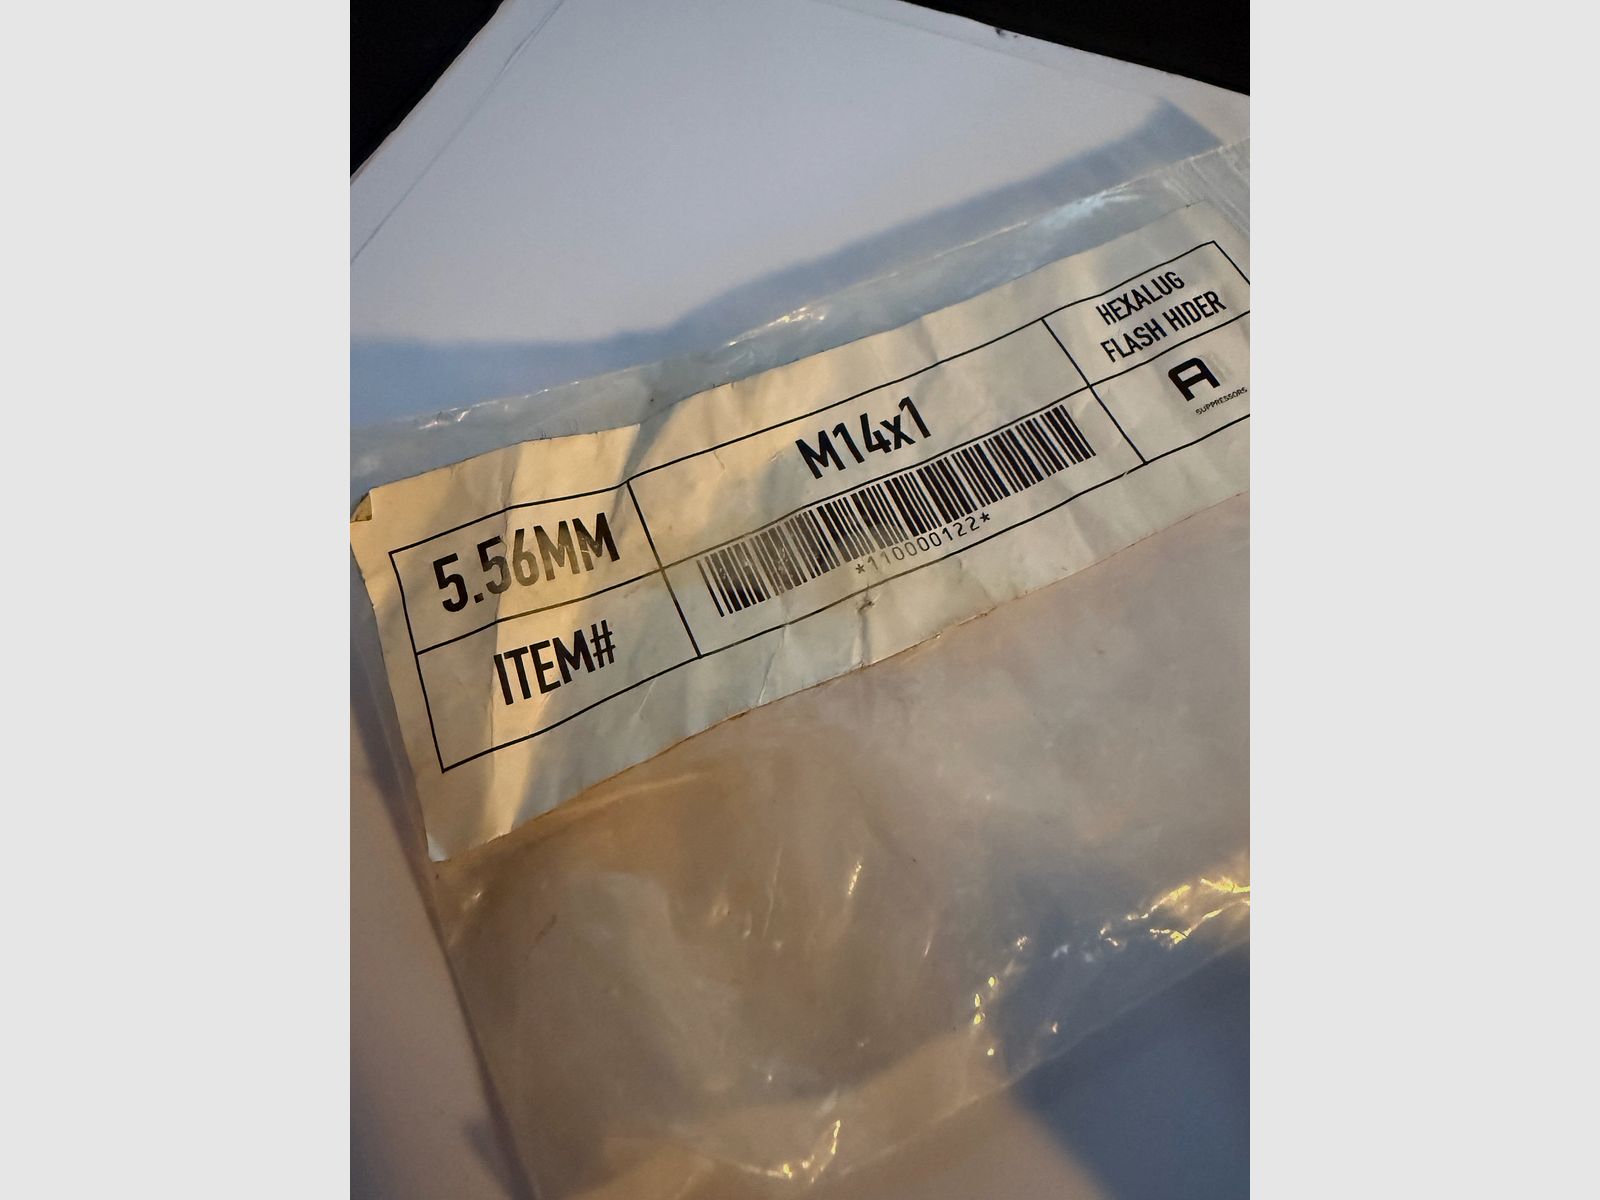 5.56MM
M14x1
HEXALUG
FLASH HIDER
ITEM#
*110000122*
A
SUPPRESSORS